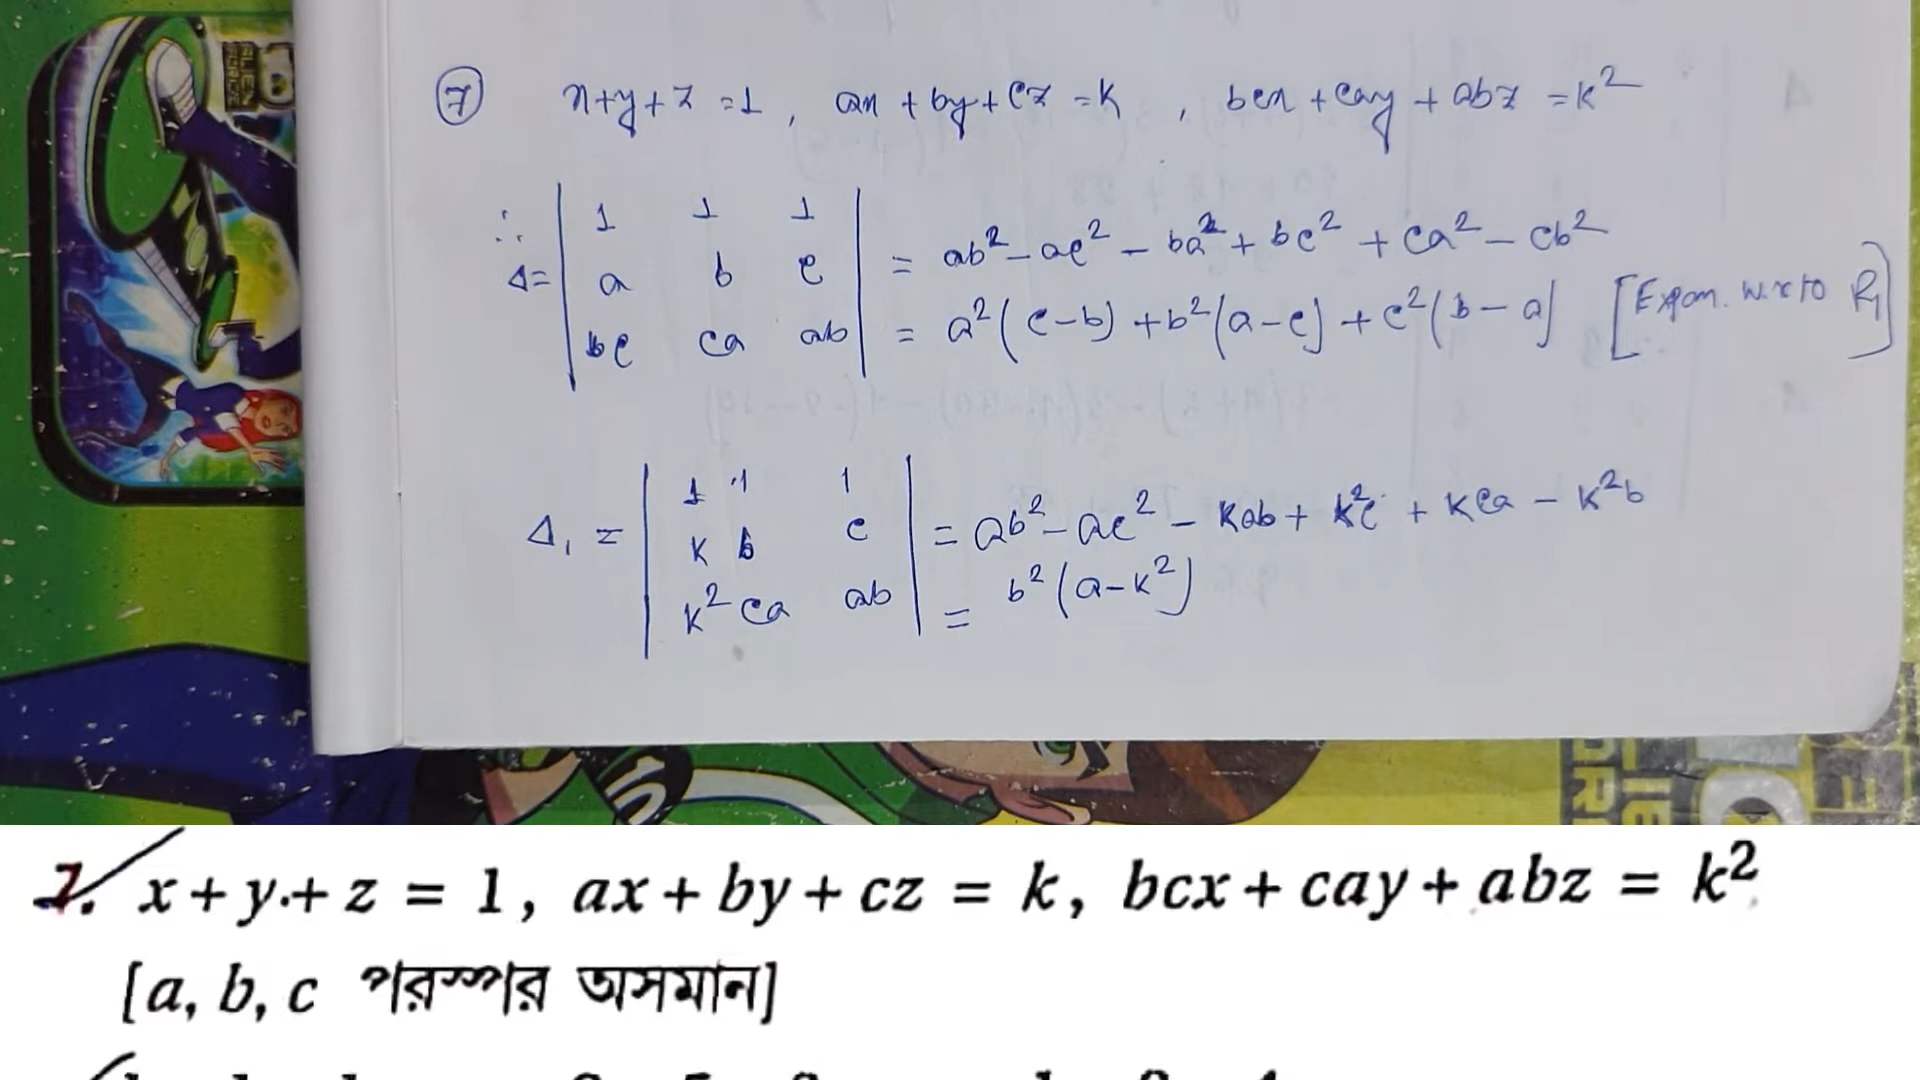 ⑦ x+y+z=1, ax+by+cz=k, bcx+cay+abz=k²
∴ Δ= | 1 1 1 | = ab²-ac²-ba²+bc²+ca²-cb²
| a b c |
| bc ca ab | = a²(c-b)+b²(a-c)+c²(b-a) [Expan. w.r to R₁]
Δ₁ = | 1 1 1 |
| k b c | = ab²-ac²-kab+k²c+kca-k²b
| k² ca ab | = b²(a-k²)
7. x+y+z = 1, ax+by+cz = k, bcx+cay+abz = k²
[a, b, c পরস্পর অসমান]